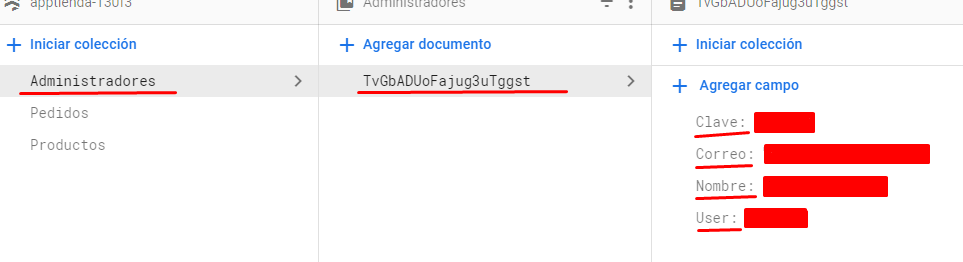 apptienda-130f3
Administradores
TvGbADUoFajug3uTggst
+ Iniciar colección
+ Agregar documento
+ Iniciar colección
Administradores
TvGbADUoFajug3uTggst
+ Agregar campo
Pedidos
Productos
Clave:
Correo:
Nombre:
User: